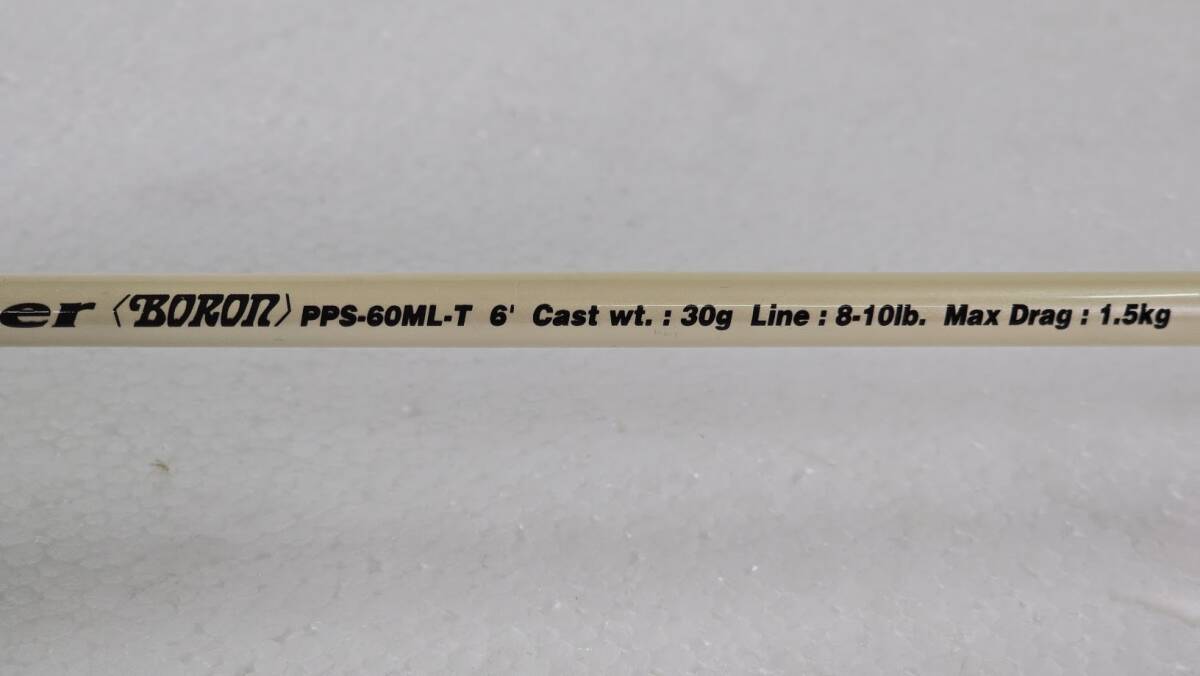 er 〈BORON〉 PPS-60ML-T 6' Cast wt. : 30g Line : 8-10lb. Max Drag : 1.5kg